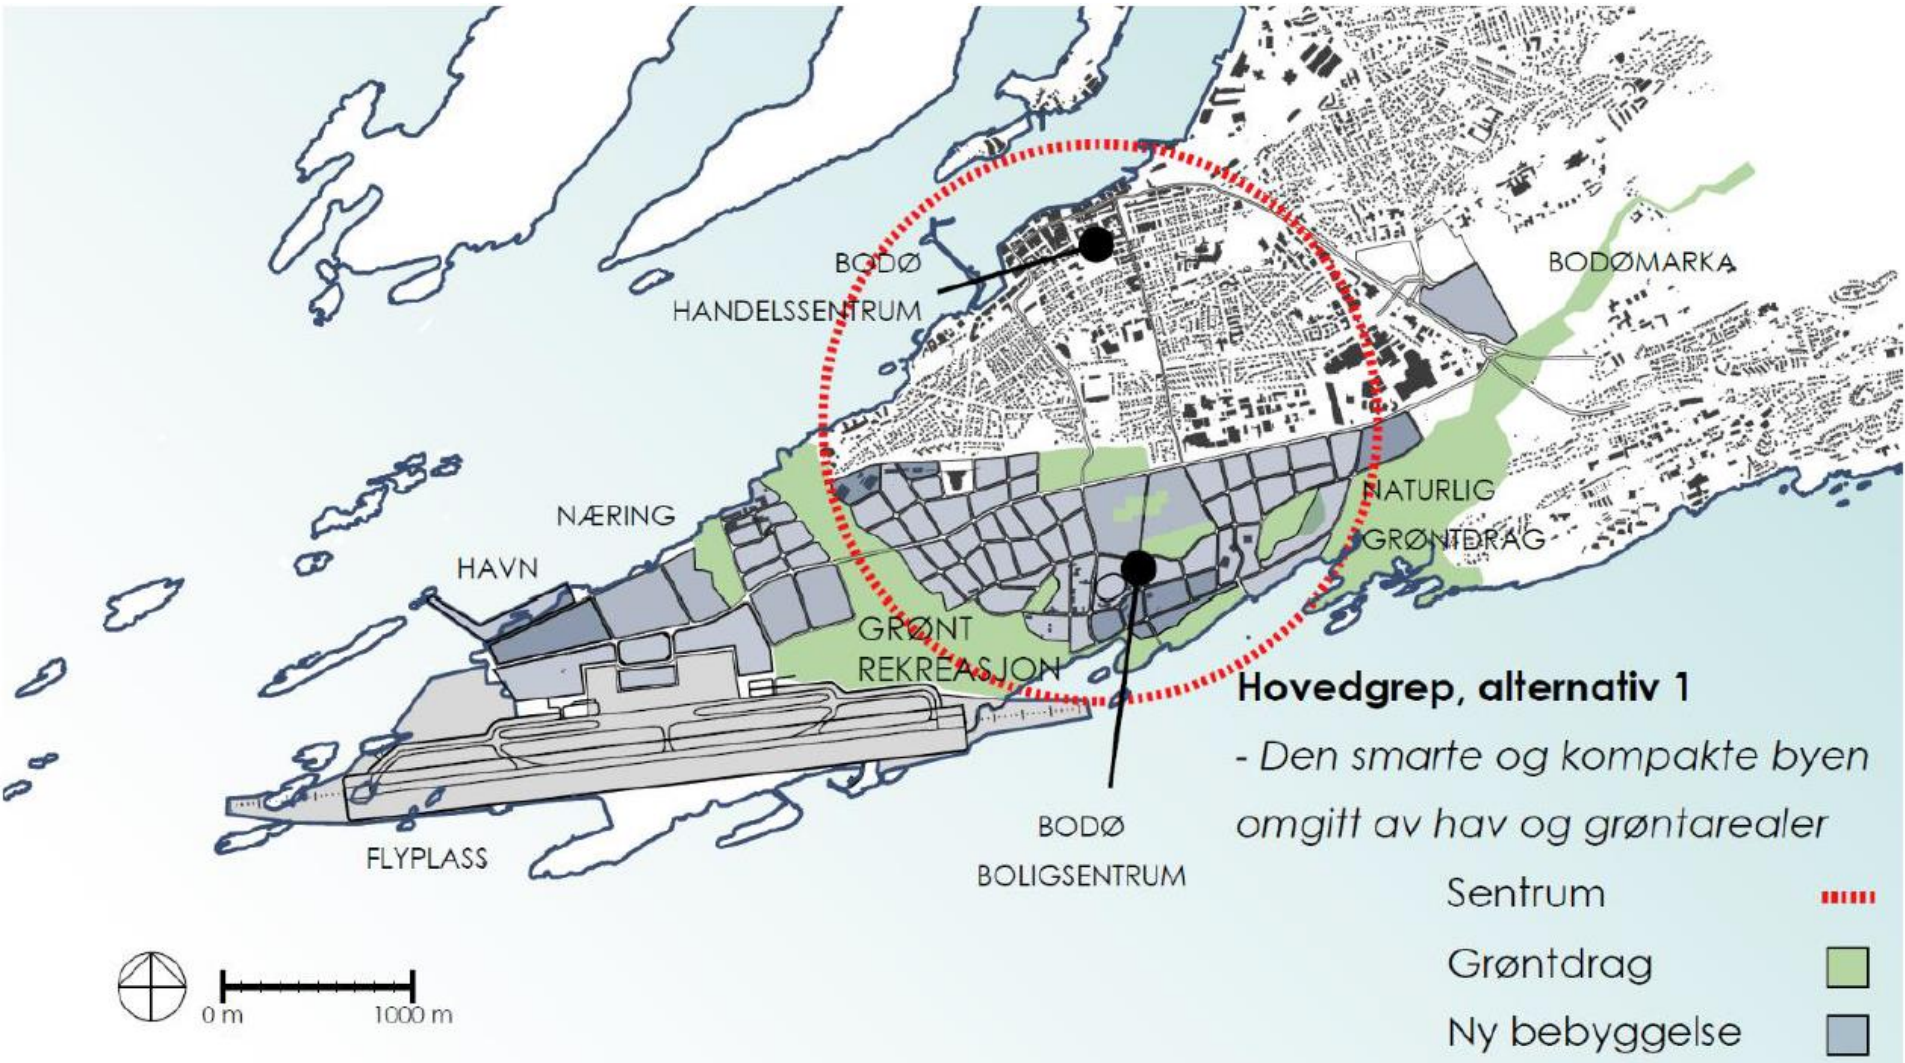 BODØ
HANDELSSENTRUM
BODØMARKA
NÆRING
HAVN
NATURLIG
GRØNTDRAG
GRØNT
REKREASJON
FLYPLASS
BODØ
BOLIGSENTRUM
Hovedgrep, alternativ 1
- Den smarte og kompakte byen
omgitt av hav og grøntarealer
Sentrum
Grøntdrag
Ny bebyggelse
0 m 1000 m